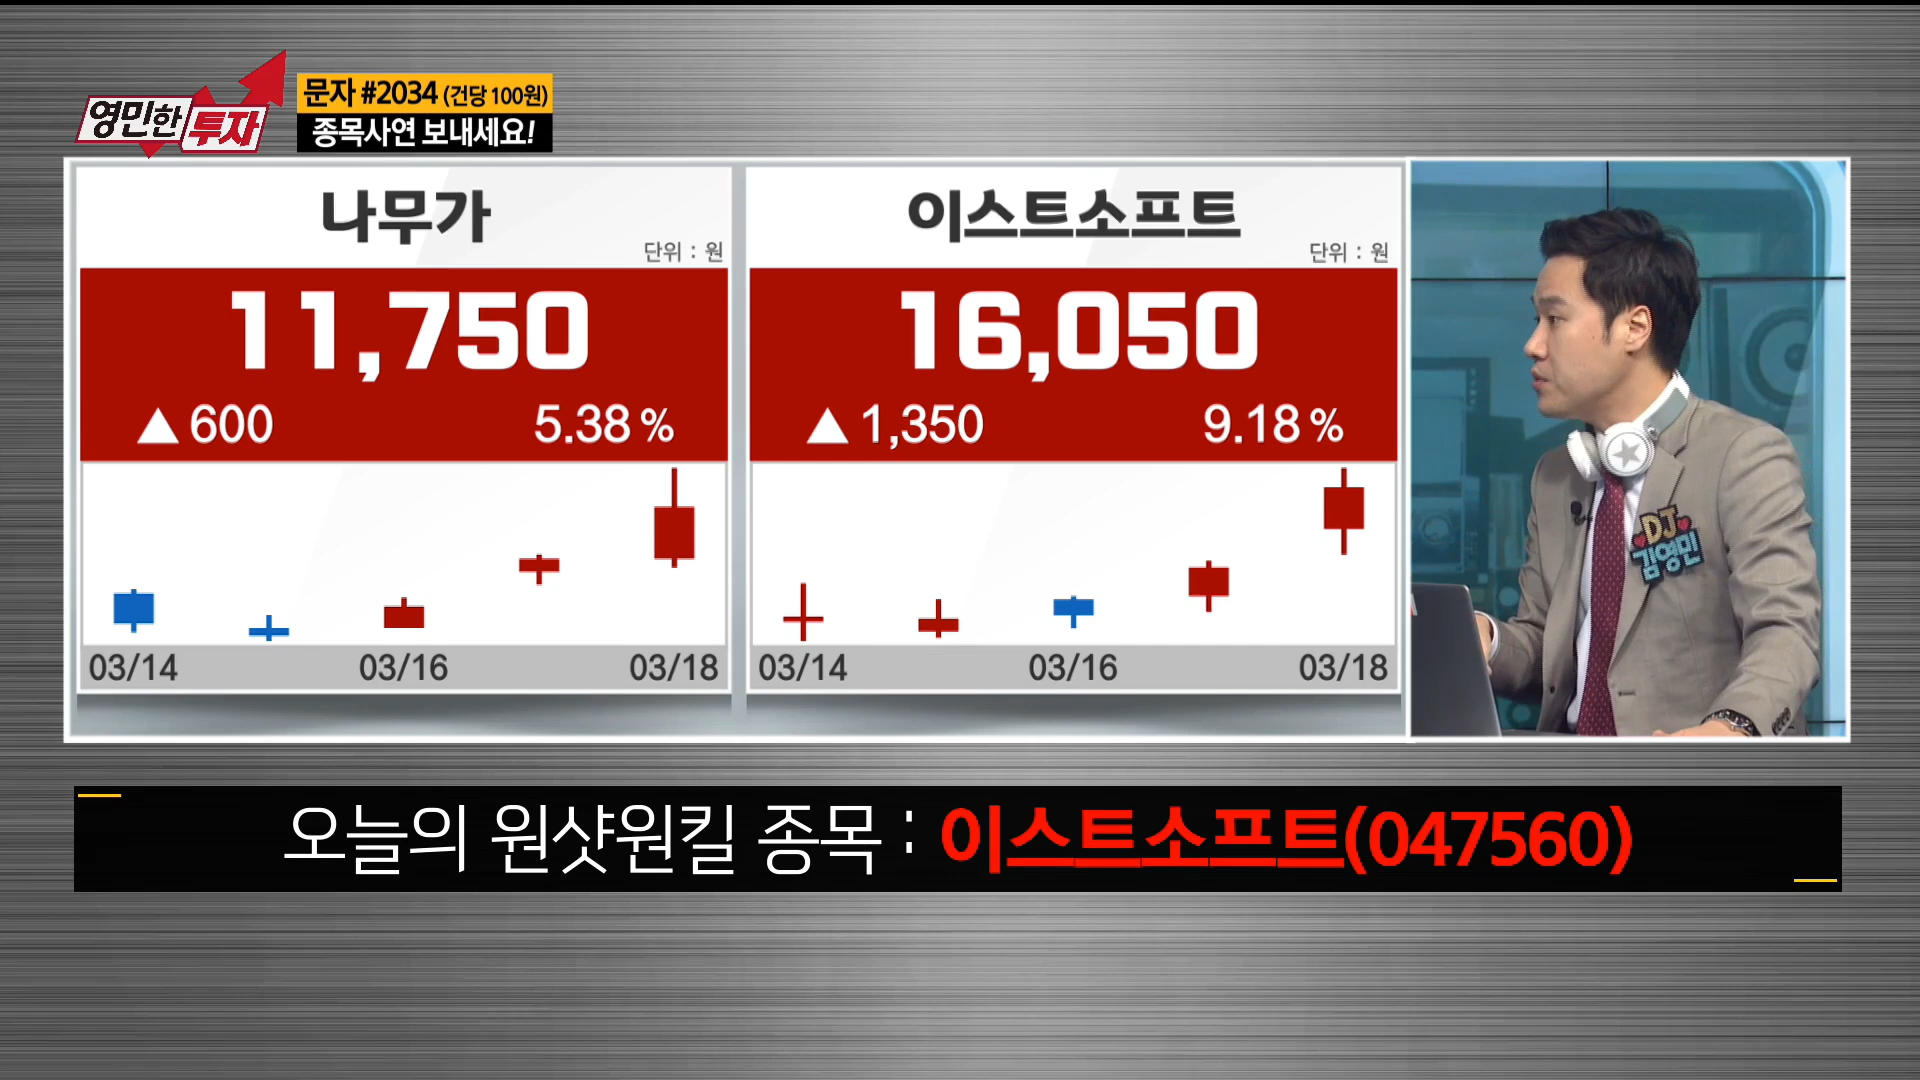 영민한 투자
문자 #2034 (건당 100원)
종목사연 보내세요!
나무가
단위 : 원
11,750
▲ 600 5.38 %
03/14 03/16 03/18
이스트소프트
단위 : 원
16,050
▲ 1,350 9.18 %
03/14 03/16 03/18
DJ
김영민
오늘의 원샷원킬 종목 : 이스트소프트(047560)